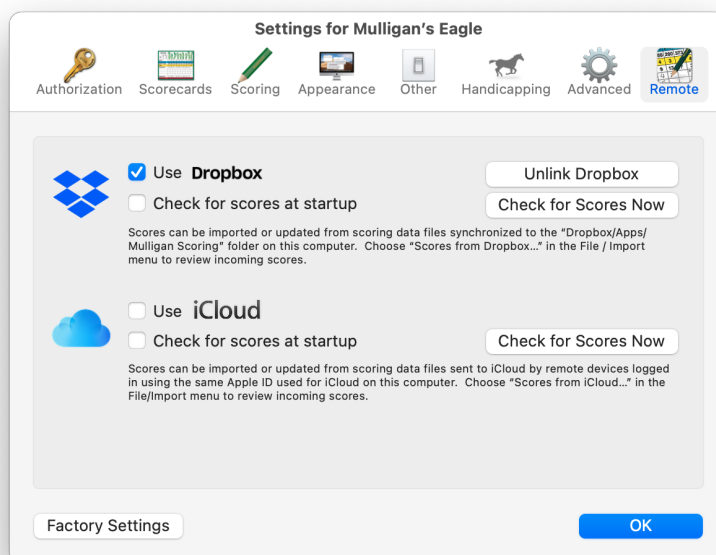 Settings for Mulligan's Eagle
Authorization Scorecards Scoring Appearance Other Handicapping Advanced Remote
Use Dropbox
Unlink Dropbox
Check for scores at startup
Check for Scores Now
Scores can be imported or updated from scoring data files synchronized to the “Dropbox/Apps/
Mulligan Scoring” folder on this computer. Choose “Scores from Dropbox…” in the File / Import
menu to review incoming scores.
Use iCloud
Check for scores at startup
Check for Scores Now
Scores can be imported or updated from scoring data files sent to iCloud by remote devices logged
in using the same Apple ID used for iCloud on this computer. Choose “Scores from iCloud…” in the
File/Import menu to review incoming scores.
Factory Settings
OK